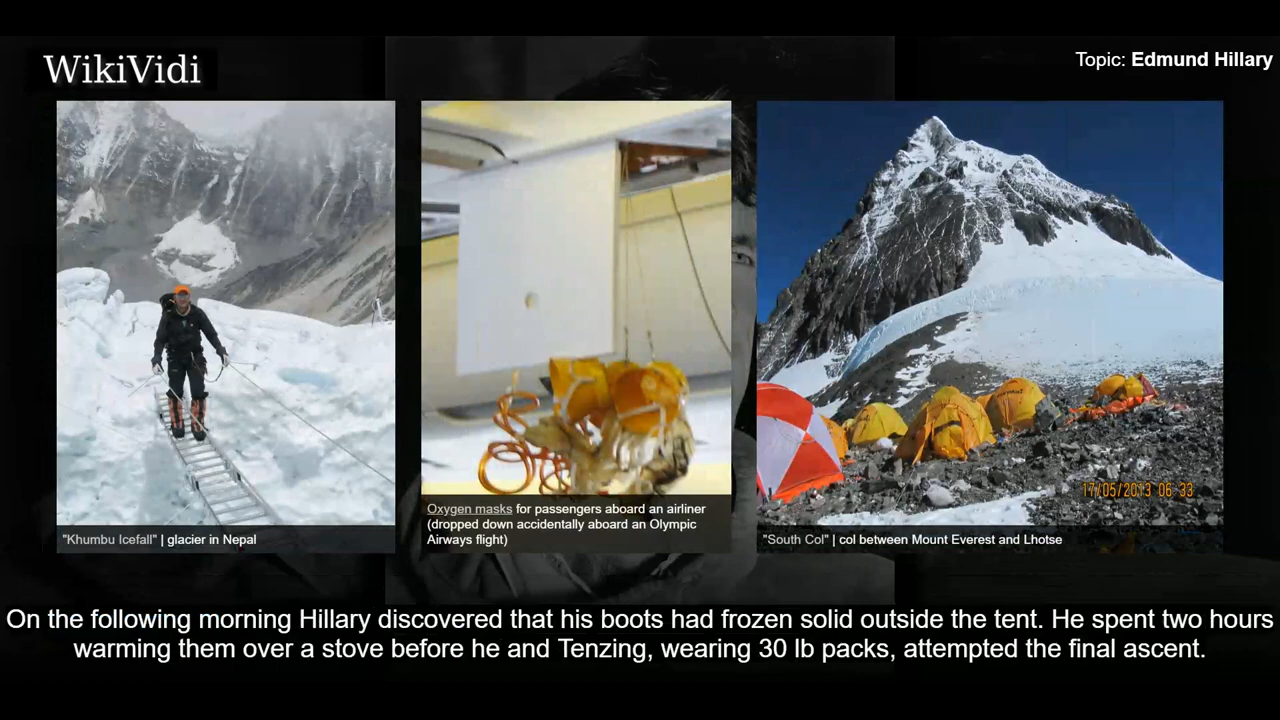 WikiVidi
Topic: Edmund Hillary
"Khumbu Icefall" | glacier in Nepal
Oxygen masks for passengers aboard an airliner
(dropped down accidentally aboard an Olympic
Airways flight)
17/05/2013 06 33
"South Col" | col between Mount Everest and Lhotse
On the following morning Hillary discovered that his boots had frozen solid outside the tent. He spent two hours
warming them over a stove before he and Tenzing, wearing 30 lb packs, attempted the final ascent.